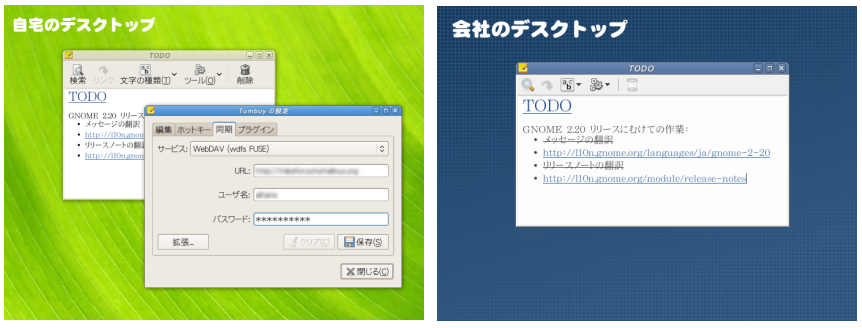 自宅のデスクトップ
TODO
検索 リンク 文字の種類(T) ツール(O) 削除
TODO
GNOME 2.20 リリース
メッセージの翻訳
http://l10n.gnom
リリースノートの翻訳
http://l10n.gnom
Tomboy の設定
編集 ホットキー 同期 プラグイン
サービス: WebDAV (wdfs FUSE)
URL:
ユーザ名:
パスワード: **********
拡張... クリア(C) 保存(S)
閉じる(C)
会社のデスクトップ
TODO
TODO
GNOME 2.20 リリースにむけての作業:
メッセージの翻訳
http://l10n.gnome.org/languages/ja/gnome-2-20
リリースノートの翻訳
http://l10n.gnome.org/module/release-notes